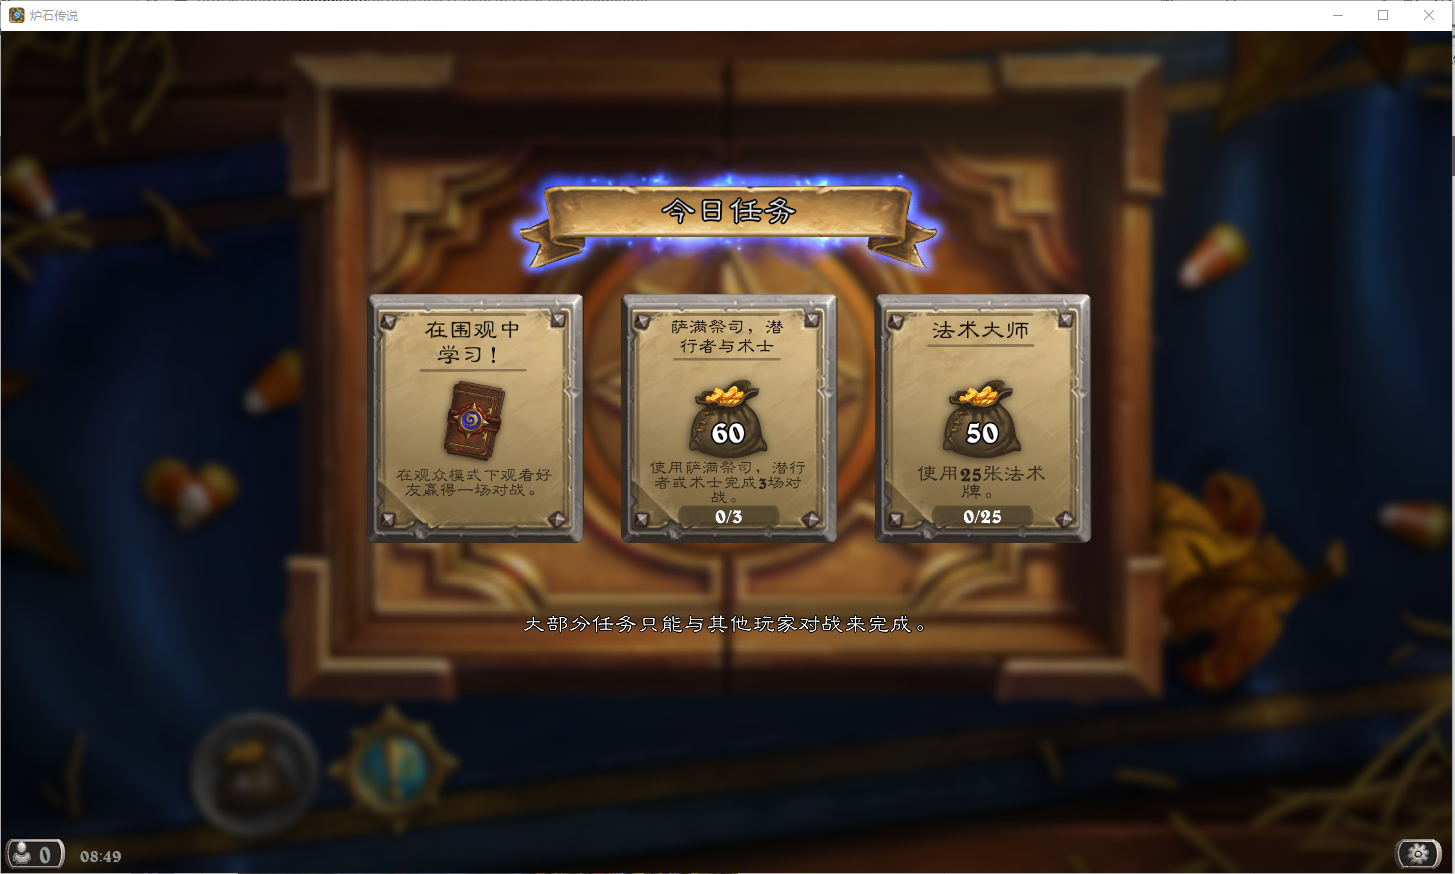 炉石传说
今日任务
在围观中
学习！
在观众模式下观看好
友赢得一场对战。
萨满祭司，潜
行者与术士
60
使用萨满祭司，潜行
者或术士完成3场对
战。
0/3
法术大师
50
使用25张法术
牌。
0/25
大部分任务只能与其他玩家对战来完成。
0
08:49